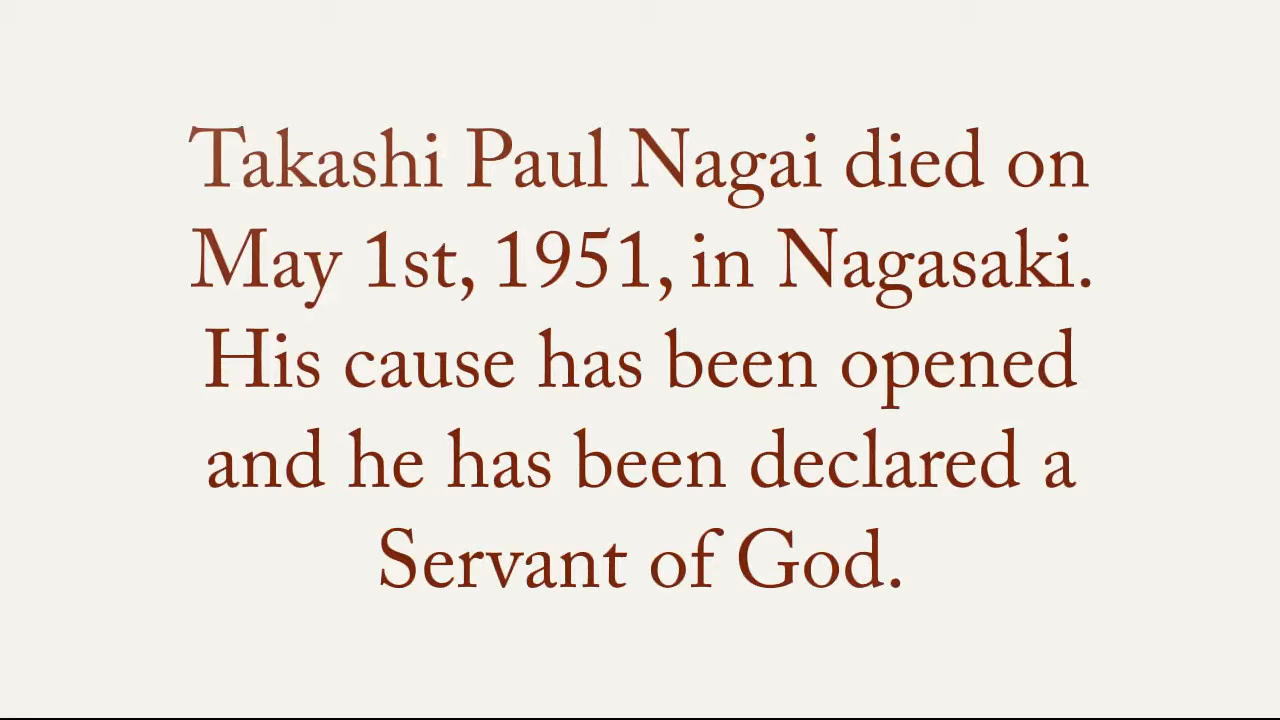 Takashi Paul Nagai died on
May 1st, 1951, in Nagasaki.
His cause has been opened
and he has been declared a
Servant of God.